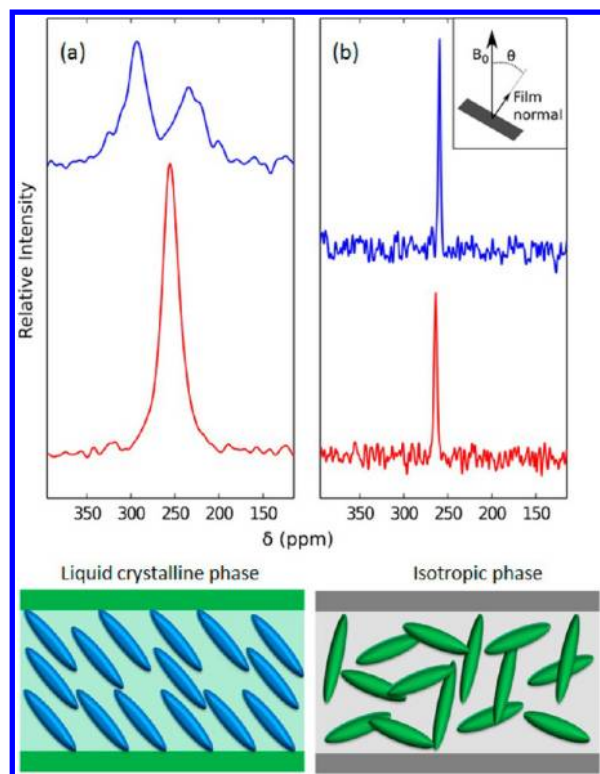 (a)
(b)
B₀
θ
Film
normal
Relative Intensity
350 300 250 200 150
350 300 250 200 150
δ (ppm)
Liquid crystalline phase
Isotropic phase